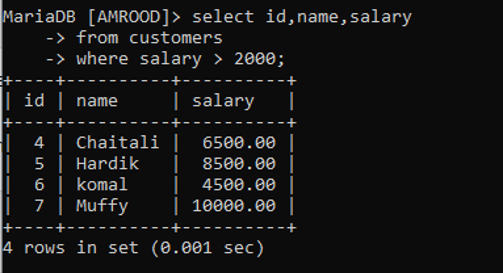 MariaDB [AMROOD]> select id,name,salary
    -> from customers
    -> where salary > 2000;
+----+----------+----------+
| id | name     | salary   |
+----+----------+----------+
|  4 | Chaitali |  6500.00 |
|  5 | Hardik   |  8500.00 |
|  6 | komal    |  4500.00 |
|  7 | Muffy    | 10000.00 |
+----+----------+----------+
4 rows in set (0.001 sec)